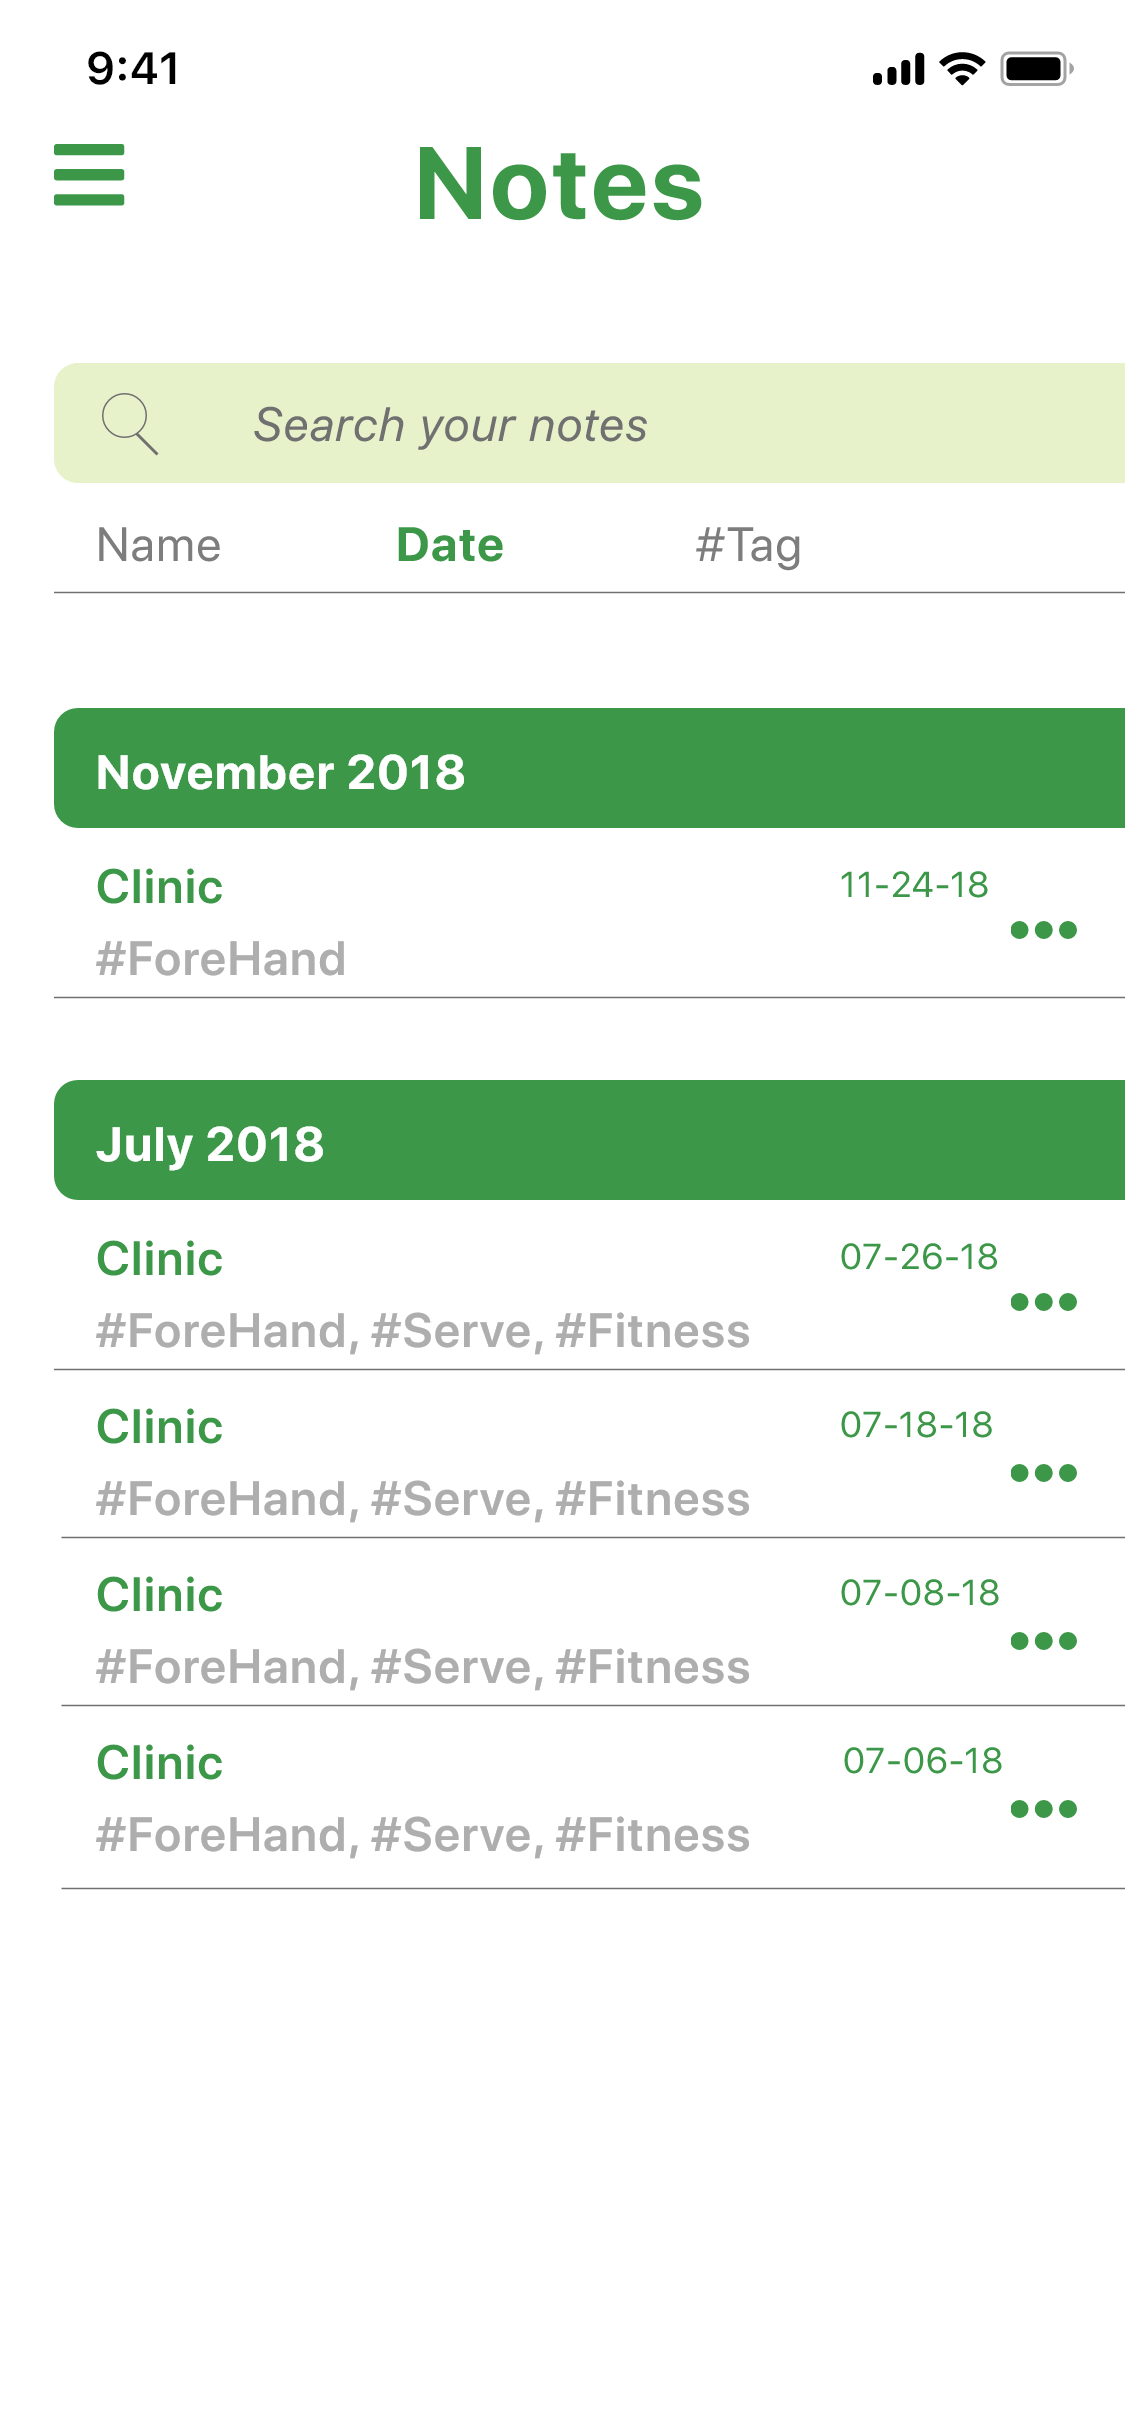 9:41
Notes
Search your notes
Name Date #Tag
November 2018
Clinic 11-24-18
#ForeHand
July 2018
Clinic 07-26-18
#ForeHand, #Serve, #Fitness
Clinic 07-18-18
#ForeHand, #Serve, #Fitness
Clinic 07-08-18
#ForeHand, #Serve, #Fitness
Clinic 07-06-18
#ForeHand, #Serve, #Fitness